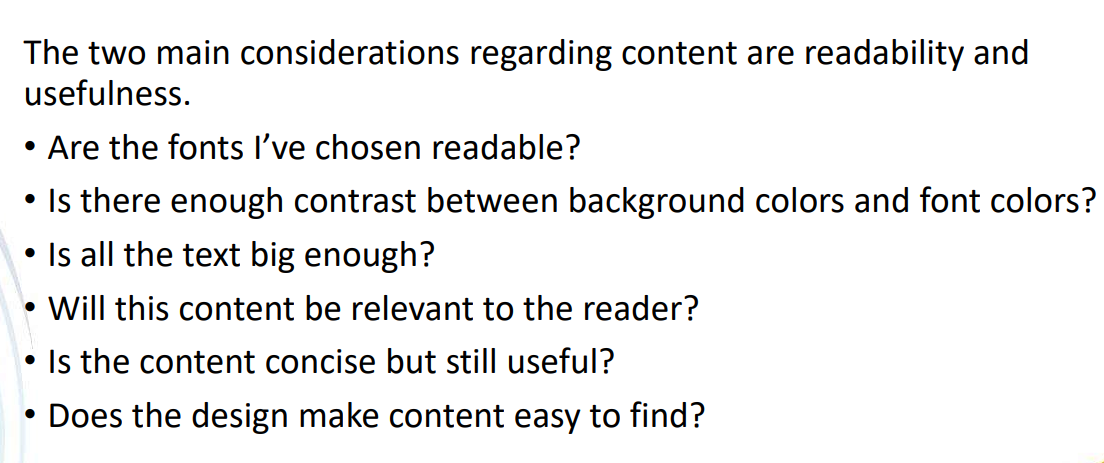 The two main considerations regarding content are readability and
usefulness.
• Are the fonts I’ve chosen readable?
• Is there enough contrast between background colors and font colors?
• Is all the text big enough?
• Will this content be relevant to the reader?
• Is the content concise but still useful?
• Does the design make content easy to find?